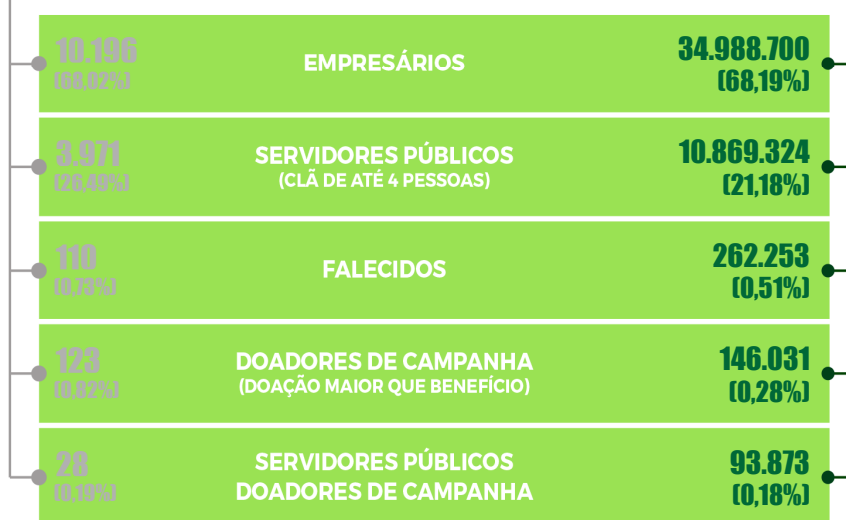 10.196
(68,02%)
EMPRESÁRIOS
34.988.700
(68,19%)
3.971
(26,49%)
SERVIDORES PÚBLICOS
(CLÃ DE ATÉ 4 PESSOAS)
10.869.324
(21,18%)
110
(0,73%)
FALECIDOS
262.253
(0,51%)
123
(0,82%)
DOADORES DE CAMPANHA
(DOAÇÃO MAIOR QUE BENEFÍCIO)
146.031
(0,28%)
28
(0,19%)
SERVIDORES PÚBLICOS
DOADORES DE CAMPANHA
93.873
(0,18%)